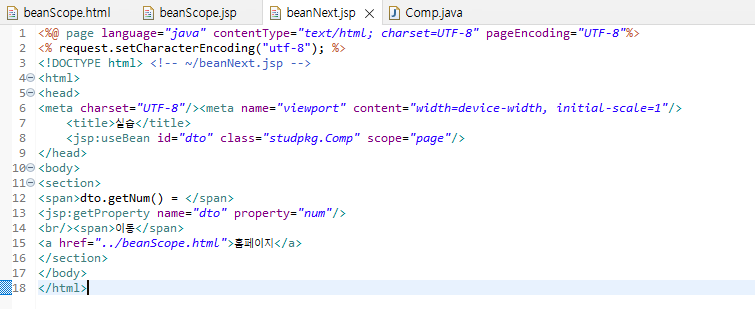 beanScope.html beanScope.jsp beanNext.jsp Comp.java
1 <%@ page language="java" contentType="text/html; charset=UTF-8" pageEncoding="UTF-8"%>
2 <% request.setCharacterEncoding("utf-8"); %>
3 <!DOCTYPE html> <!-- ~/beanNext.jsp -->
4 <html>
5 <head>
6 <meta charset="UTF-8"/><meta name="viewport" content="width=device-width, initial-scale=1"/>
7     <title>실습</title>
8     <jsp:useBean id="dto" class="studpkg.Comp" scope="page"/>
9 </head>
10 <body>
11 <section>
12 <span>dto.getNum() = </span>
13 <jsp:getProperty name="dto" property="num"/>
14 <br/><span>이동</span>
15 <a href="../beanScope.html">홈페이지</a>
16 </section>
17 </body>
18 </html>